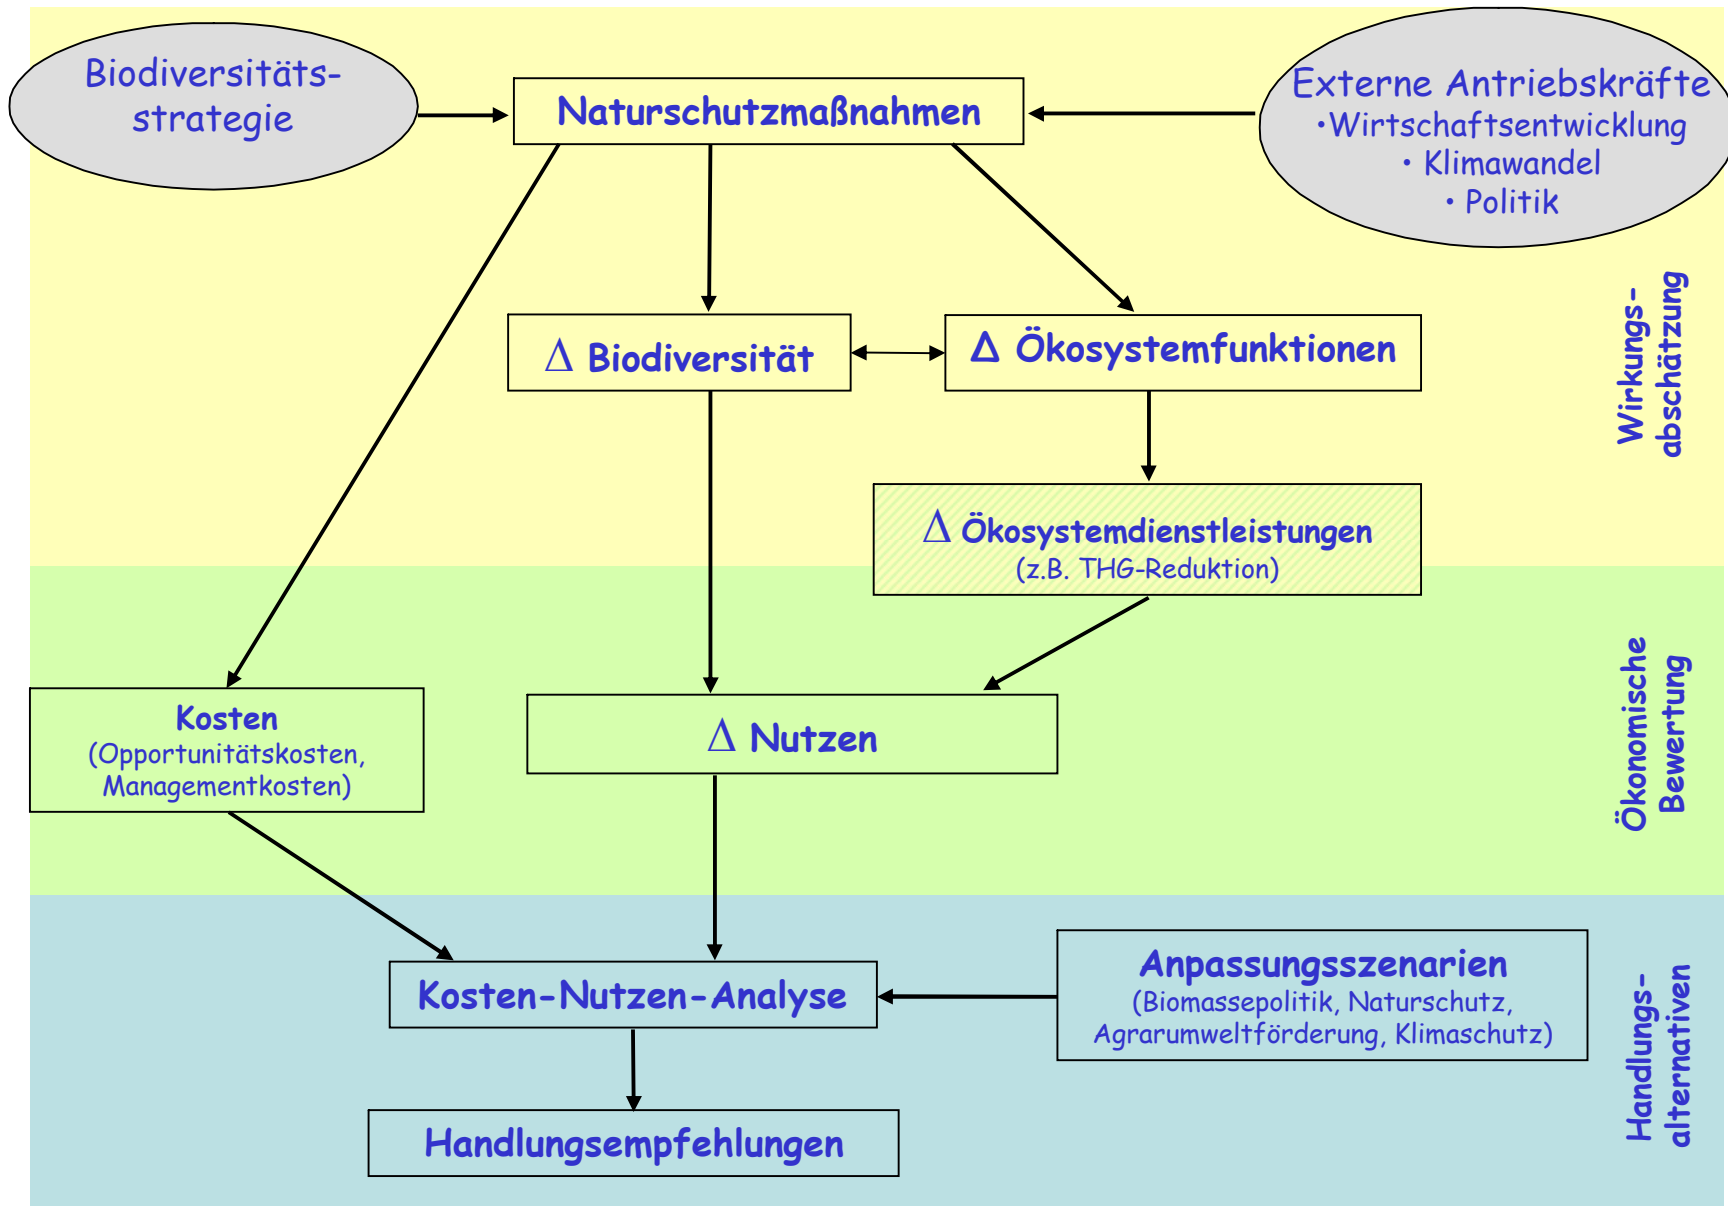 Biodiversitäts-
strategie
Naturschutzmaßnahmen
Externe Antriebskräfte
•Wirtschaftsentwicklung
• Klimawandel
• Politik
Wirkungs-
abschätzung
Δ Biodiversität
Δ Ökosystemfunktionen
Δ Ökosystemdienstleistungen
(z.B. THG-Reduktion)
Ökonomische
Bewertung
Kosten
(Opportunitätskosten,
Managementkosten)
Δ Nutzen
Handlungs-
alternativen
Kosten-Nutzen-Analyse
Anpassungsszenarien
(Biomassepolitik, Naturschutz,
Agrarumweltförderung, Klimaschutz)
Handlungsempfehlungen